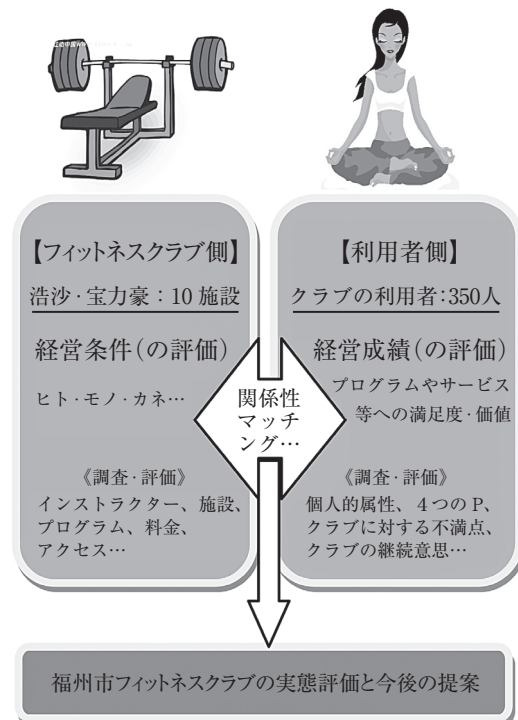 【フィットネスクラブ側】
浩沙·宝力豪：10 施設
経営条件(の評価)
ヒト·モノ·カネ…
《調査·評価》
インストラクター、施設、
プログラム、料金、
アクセス…
【利用者側】
クラブの利用者：350人
経営成績(の評価)
プログラムやサービス
等への満足度·価値
《調査·評価》
個人的属性、４つの P、
クラブに対する不満点、
クラブの継続意思…
関係性
マッチ
ング…
福州市フィットネスクラブの実態評価と今後の提案